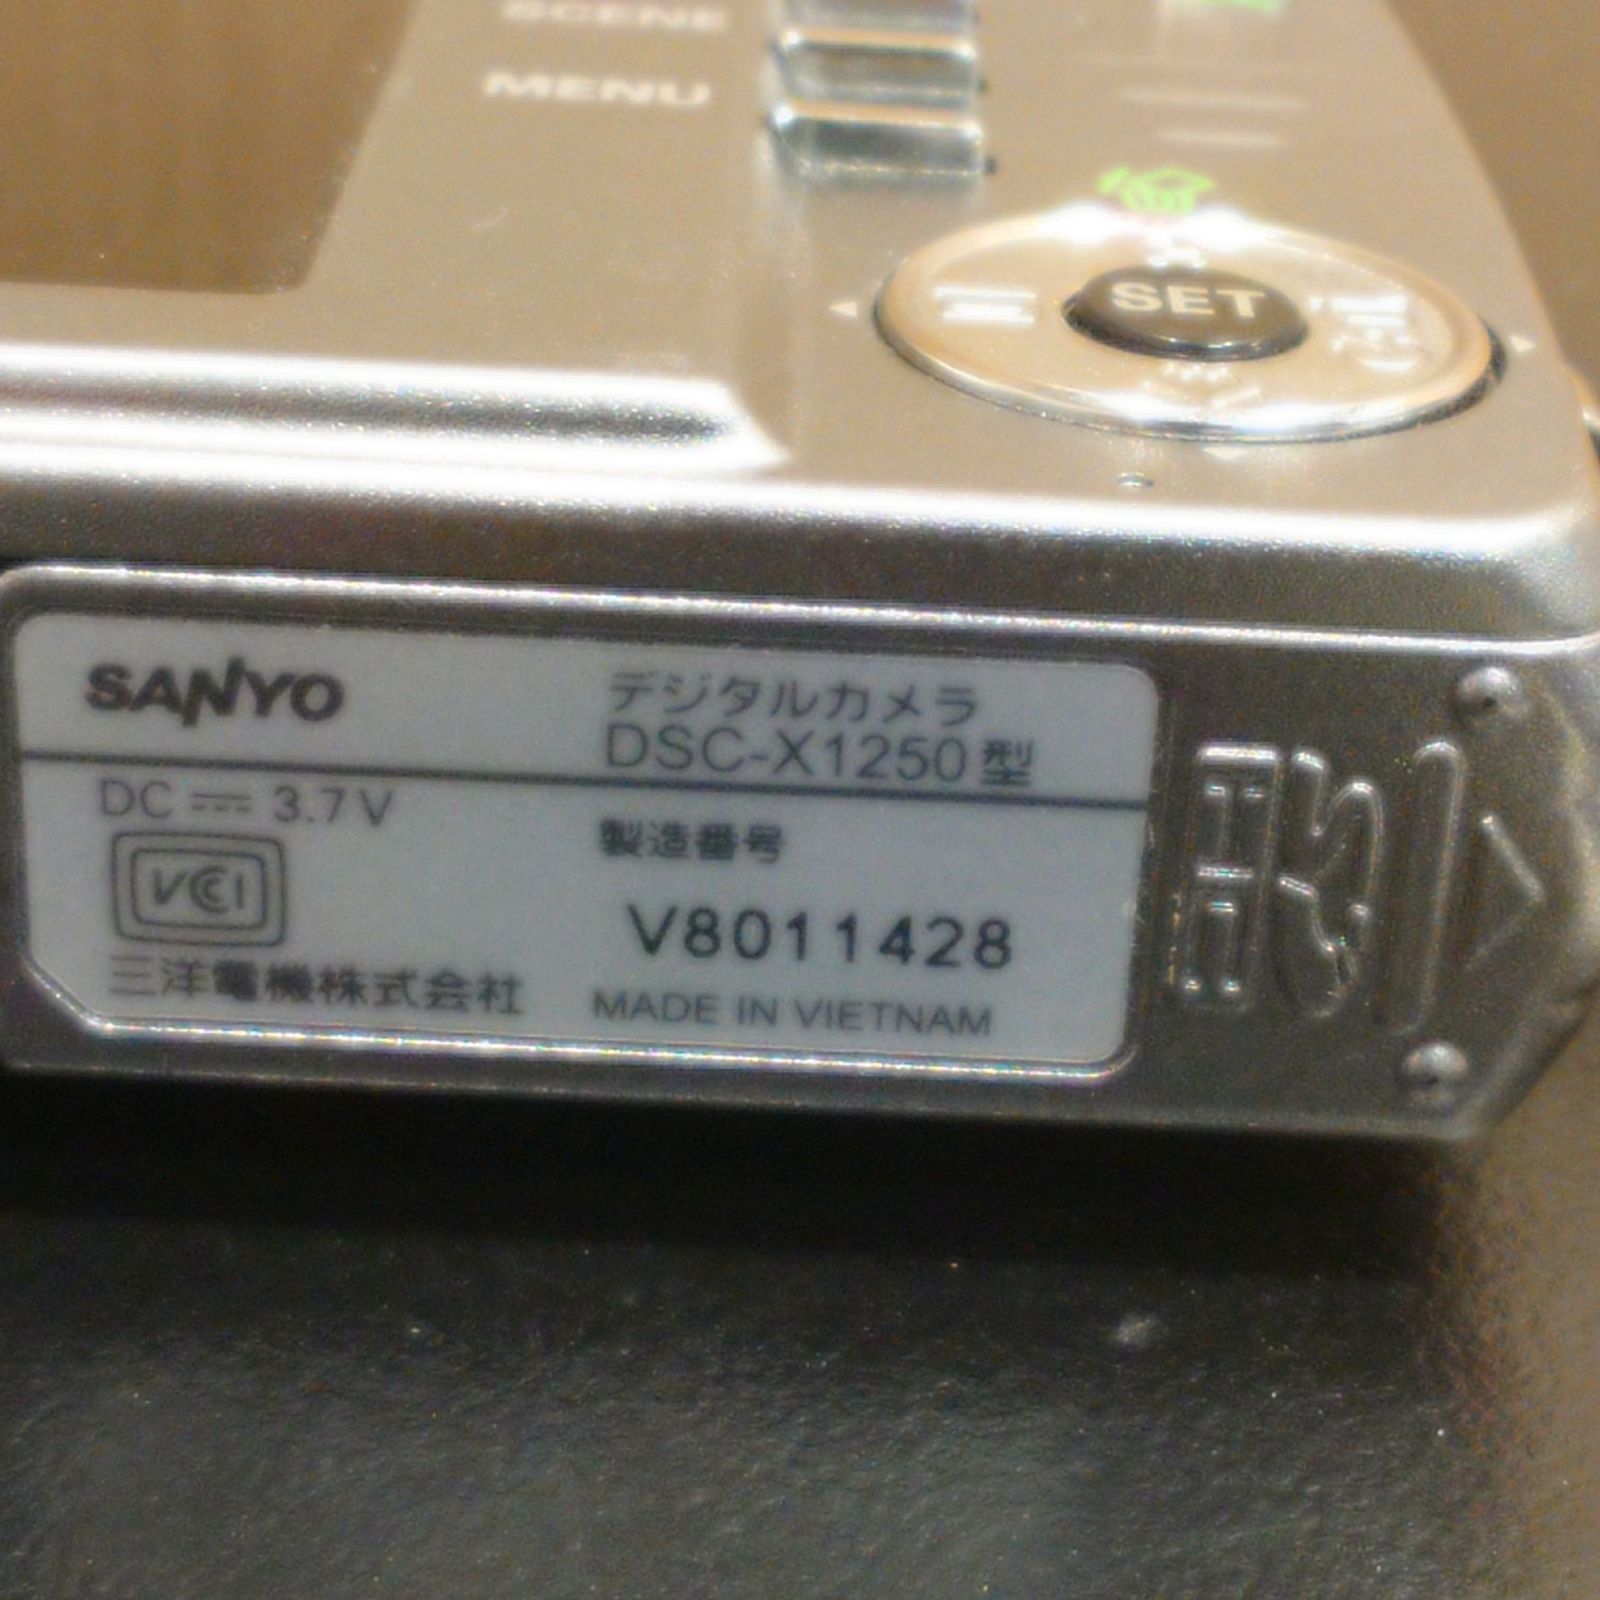 SCENE
MENU
SET
SANYO
デジタルカメラ
DSC-X1250型
DC 3.7V
製造番号
VCCI
V8011428
三洋電機株式会社
MADE IN VIETNAM